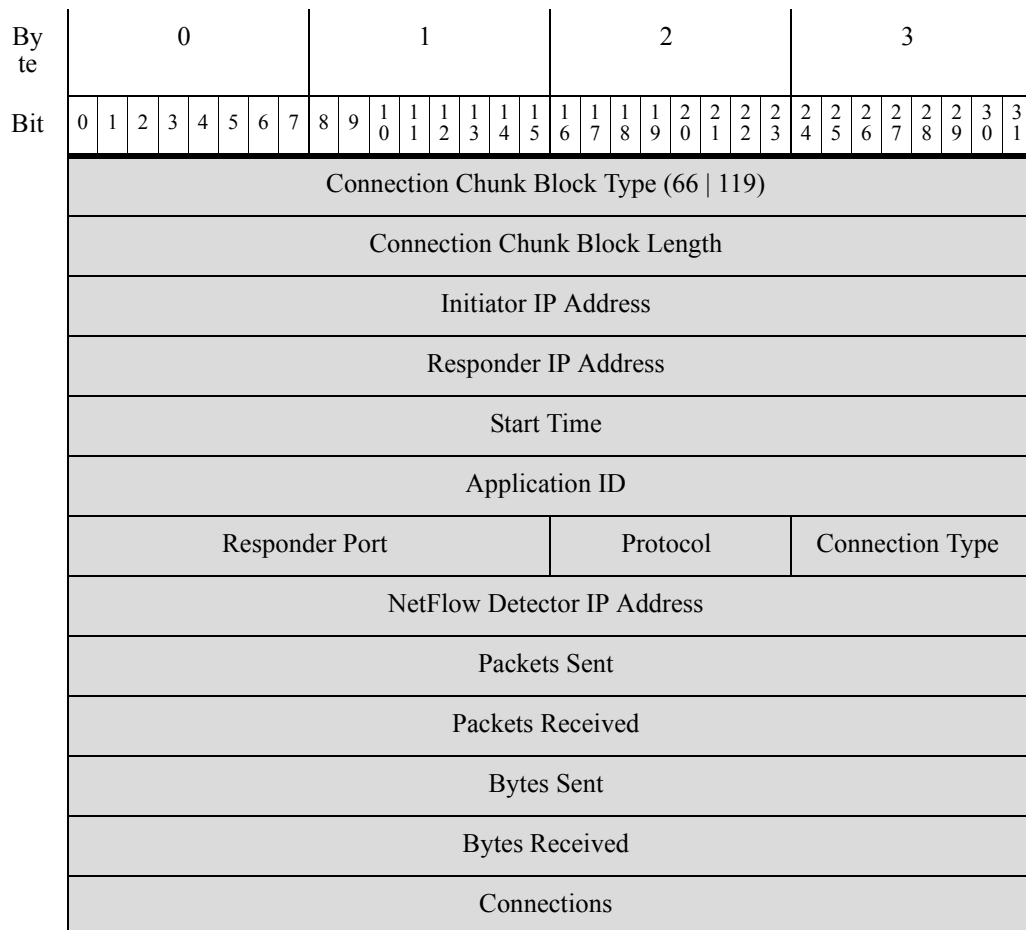 By
te 0 1 2 3
Bit 0 1 2 3 4 5 6 7 8 9 10 11 12 13 14 15 16 17 18 19 20 21 22 23 24 25 26 27 28 29 30 31
Connection Chunk Block Type (66 | 119)
Connection Chunk Block Length
Initiator IP Address
Responder IP Address
Start Time
Application ID
Responder Port Protocol Connection Type
NetFlow Detector IP Address
Packets Sent
Packets Received
Bytes Sent
Bytes Received
Connections